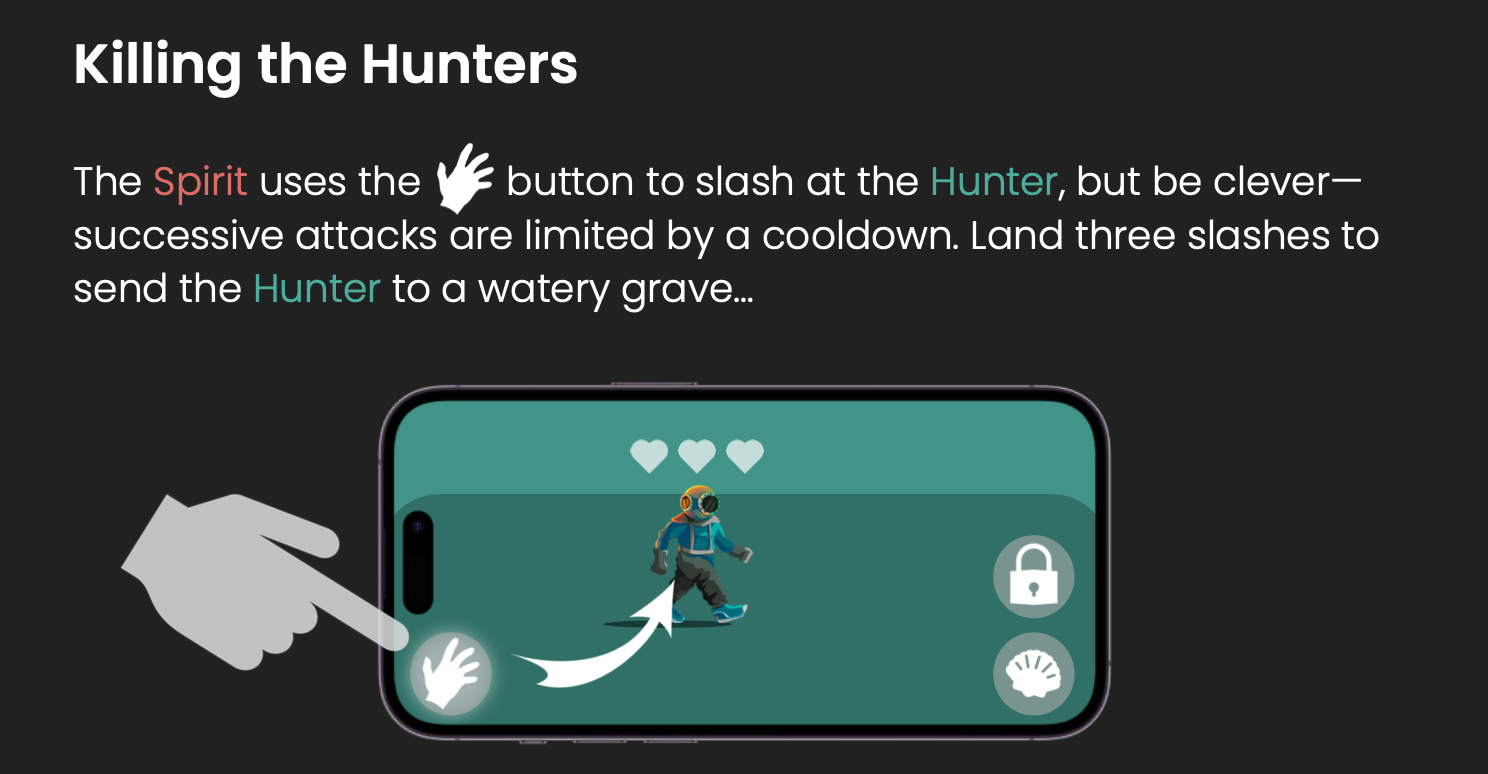 Killing the Hunters
The Spirit uses the button to slash at the Hunter, but be clever—
successive attacks are limited by a cooldown. Land three slashes to
send the Hunter to a watery grave...